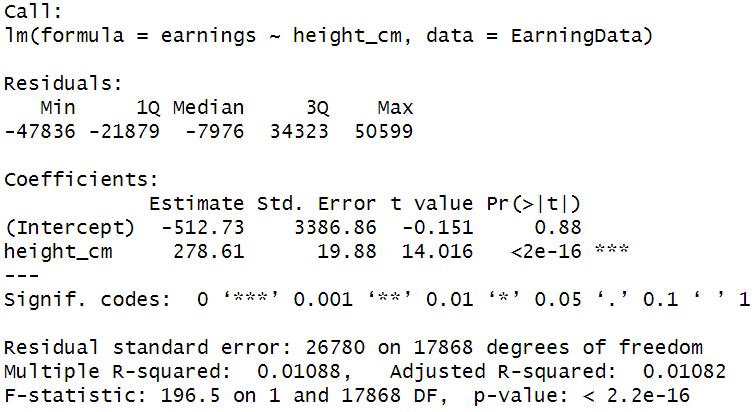 Call:
lm(formula = earnings ~ height_cm, data = EarningData)
Residuals:
   Min     1Q Median     3Q    Max
-47836 -21879  -7976  34323  50599
Coefficients:
            Estimate Std. Error t value Pr(>|t|)
(Intercept)  -512.73    3386.86  -0.151     0.88
height_cm     278.61      19.88  14.016   <2e-16 ***
---
Signif. codes:  0 ‘***’ 0.001 ‘**’ 0.01 ‘*’ 0.05 ‘.’ 0.1 ‘ ’ 1
Residual standard error: 26780 on 17868 degrees of freedom
Multiple R-squared:  0.01088,   Adjusted R-squared:  0.01082
F-statistic: 196.5 on 1 and 17868 DF,  p-value: < 2.2e-16